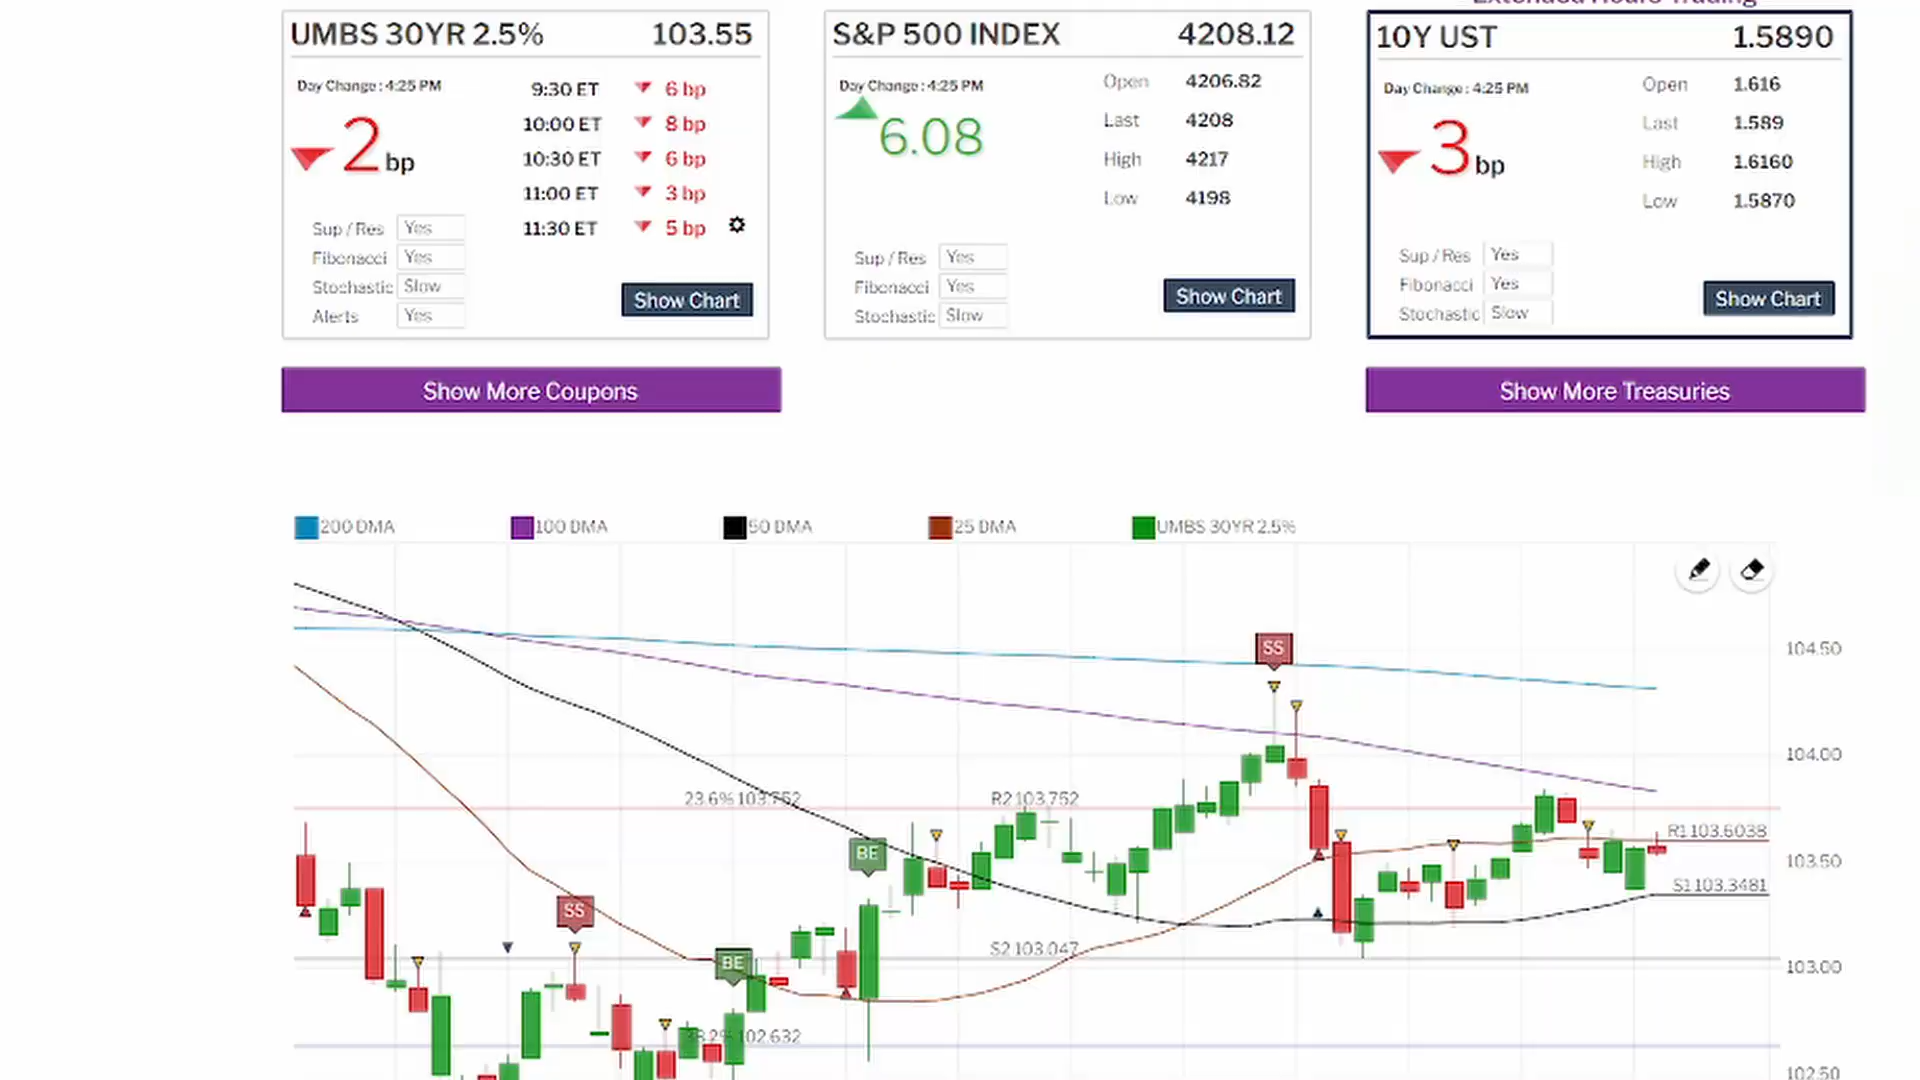 Extended Hours Trading
UMBS 30YR 2.5% 103.55
Day Change : 4:25 PM
2 bp
9:30 ET 6 bp
10:00 ET 8 bp
10:30 ET 6 bp
11:00 ET 3 bp
11:30 ET 5 bp
Sup / Res Yes
Fibonacci Yes
Stochastic Slow
Alerts Yes
Show Chart
S&P 500 INDEX 4208.12
Day Change : 4:25 PM
6.08
Open 4206.82
Last 4208
High 4217
Low 4198
Sup / Res Yes
Fibonacci Yes
Stochastic Slow
Show Chart
10Y UST 1.5890
Day Change : 4:25 PM
3 bp
Open 1.616
Last 1.589
High 1.6160
Low 1.5870
Sup / Res Yes
Fibonacci Yes
Stochastic Slow
Show Chart
Show More Coupons
Show More Treasuries
200 DMA 100 DMA 50 DMA 25 DMA UMBS 30YR 2.5%
SS
104.50
104.00
23.6% 103.752 R2 103.752
R1 103.6038
BE
103.50
S1 103.3481
SS
S2 103.047
BE
103.00
38.2% 102.632
102.50